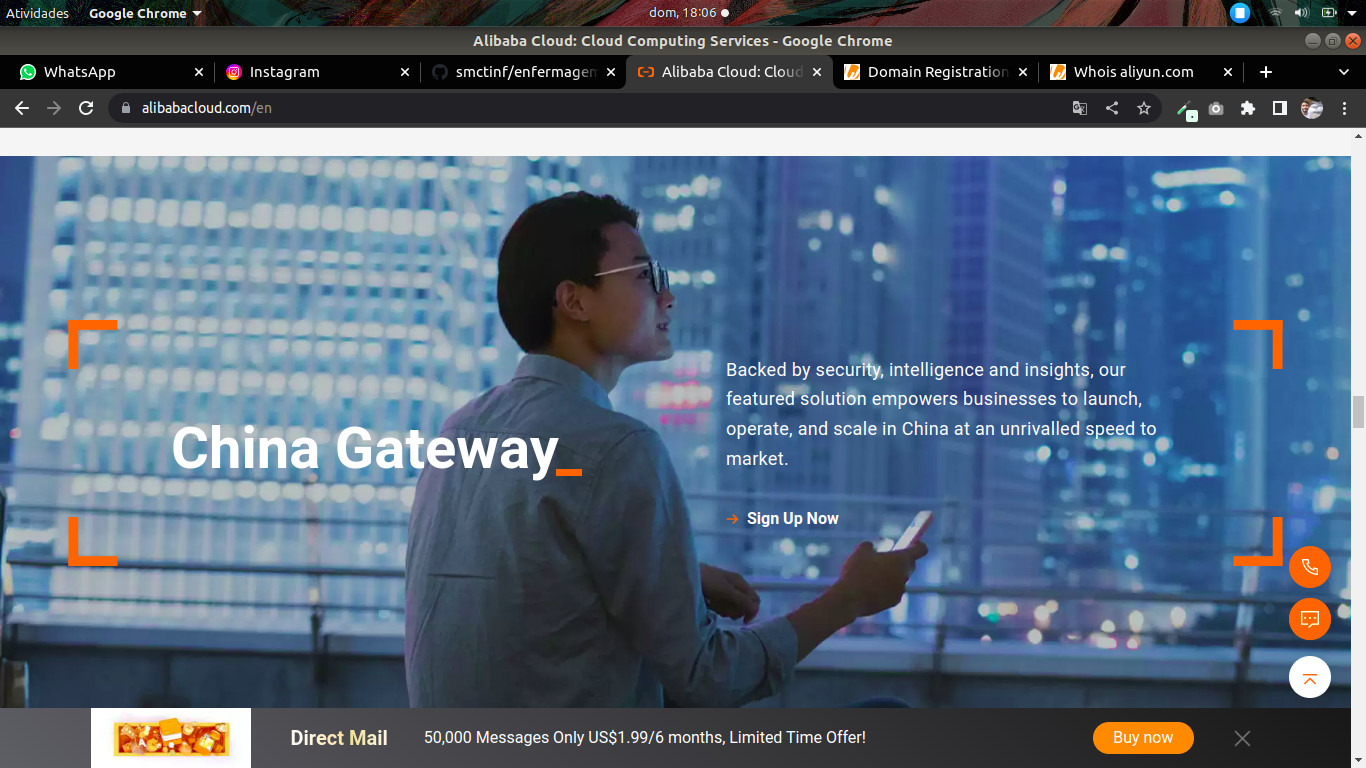 Atividades
Google Chrome
dom, 18:06
Alibaba Cloud: Cloud Computing Services - Google Chrome
WhatsApp
Instagram
smctinf/enfermagem
Alibaba Cloud: Cloud
Domain Registration
Whois aliyun.com
alibabacloud.com/en
Backed by security, intelligence and insights, our
featured solution empowers businesses to launch,
operate, and scale in China at an unrivalled speed to
market.
China Gateway_
Sign Up Now
Direct Mail
50,000 Messages Only US$1.99/6 months, Limited Time Offer!
Buy now